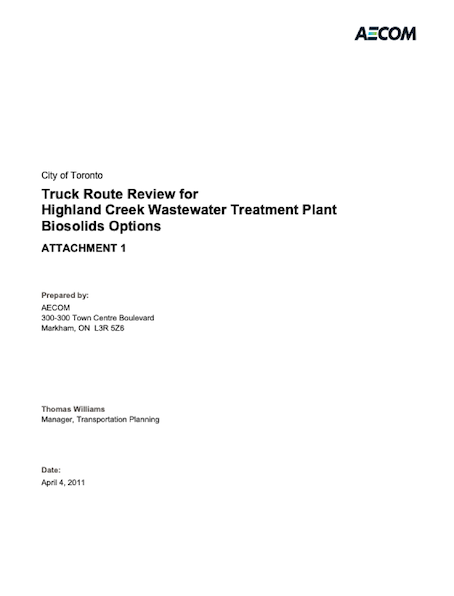 AECOM
City of Toronto
Truck Route Review for
Highland Creek Wastewater Treatment Plant
Biosolids Options
ATTACHMENT 1
Prepared by:
AECOM
300-300 Town Centre Boulevard
Markham, ON L3R 5Z6
Thomas Williams
Manager, Transportation Planning
Date:
April 4, 2011